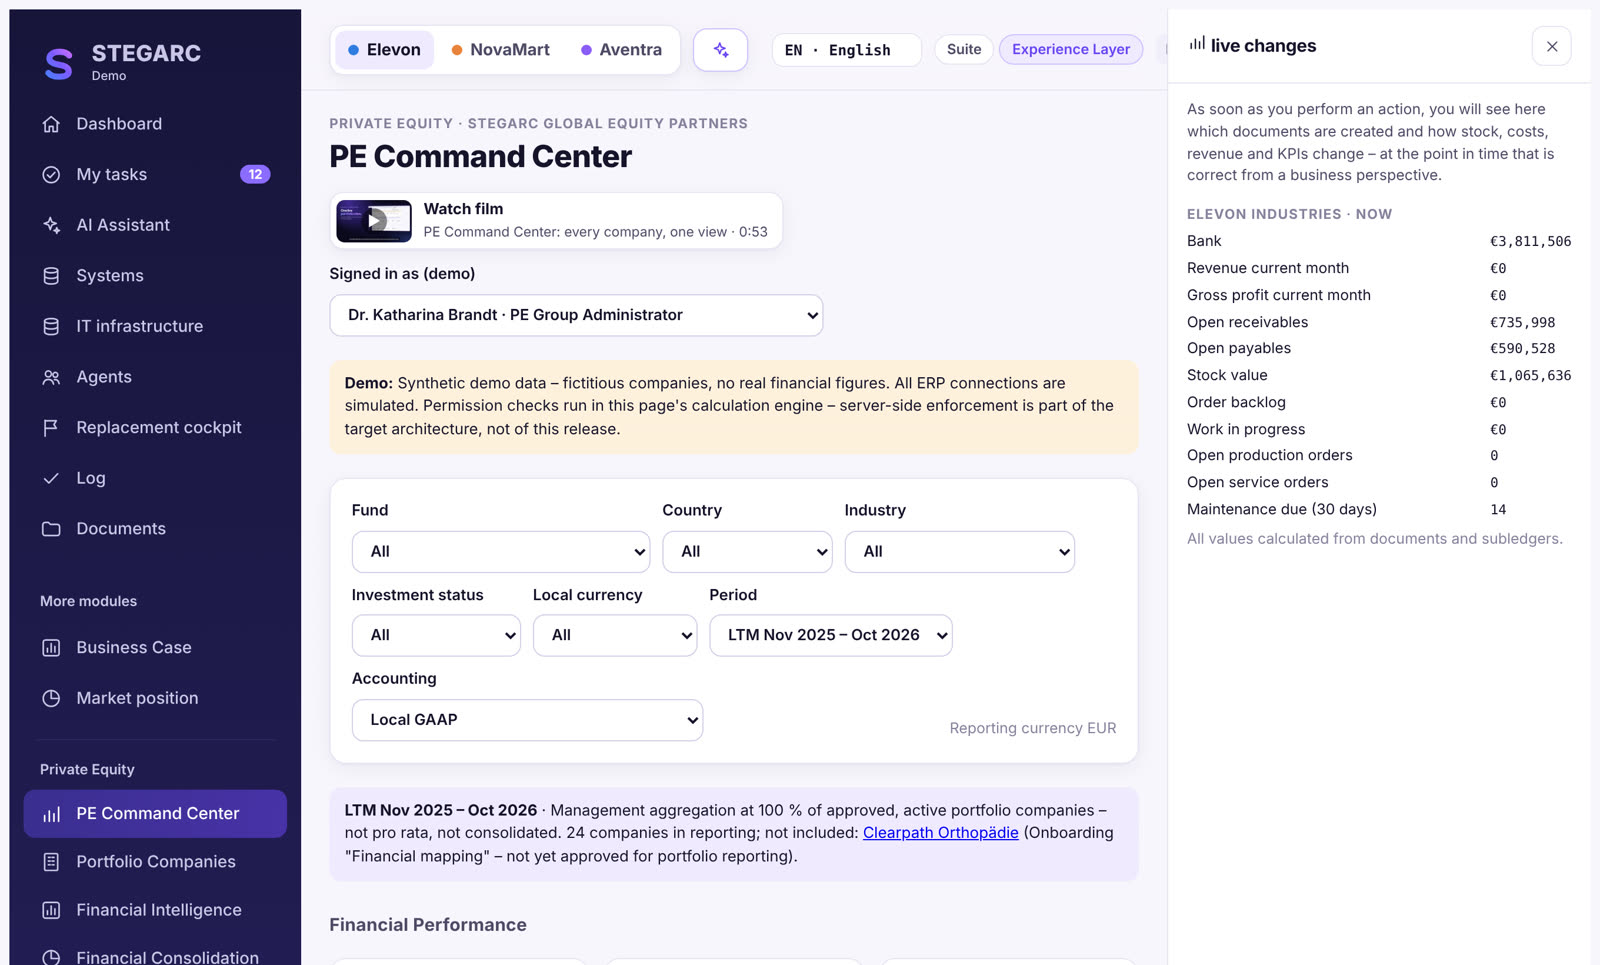 STEGARC
Demo
Dashboard
My tasks
12
AI Assistant
Systems
IT infrastructure
Agents
Replacement cockpit
Log
Documents
More modules
Business Case
Market position
Private Equity
PE Command Center
Portfolio Companies
Financial Intelligence
Financial Consolidation
Elevon
NovaMart
Aventra
EN · English
Suite
Experience Layer
PRIVATE EQUITY · STEGARC GLOBAL EQUITY PARTNERS
PE Command Center
Watch film
PE Command Center: every company, one view · 0:53
Signed in as (demo)
Dr. Katharina Brandt · PE Group Administrator
Demo: Synthetic demo data – fictitious companies, no real financial figures. All ERP connections are
simulated. Permission checks run in this page's calculation engine – server-side enforcement is part of the
target architecture, not of this release.
Fund
Country
Industry
All
All
All
Investment status
Local currency
Period
All
All
LTM Nov 2025 – Oct 2026
Accounting
Local GAAP
Reporting currency EUR
LTM Nov 2025 – Oct 2026 · Management aggregation at 100 % of approved, active portfolio companies –
not pro rata, not consolidated. 24 companies in reporting; not included: Clearpath Orthopädie (Onboarding
"Financial mapping" – not yet approved for portfolio reporting).
Financial Performance
live changes
As soon as you perform an action, you will see here
which documents are created and how stock, costs,
revenue and KPIs change – at the point in time that is
correct from a business perspective.
ELEVON INDUSTRIES · NOW
Bank €3,811,506
Revenue current month €0
Gross profit current month €0
Open receivables €735,998
Open payables €590,528
Stock value €1,065,636
Order backlog €0
Work in progress €0
Open production orders 0
Open service orders 0
Maintenance due (30 days) 14
All values calculated from documents and subledgers.